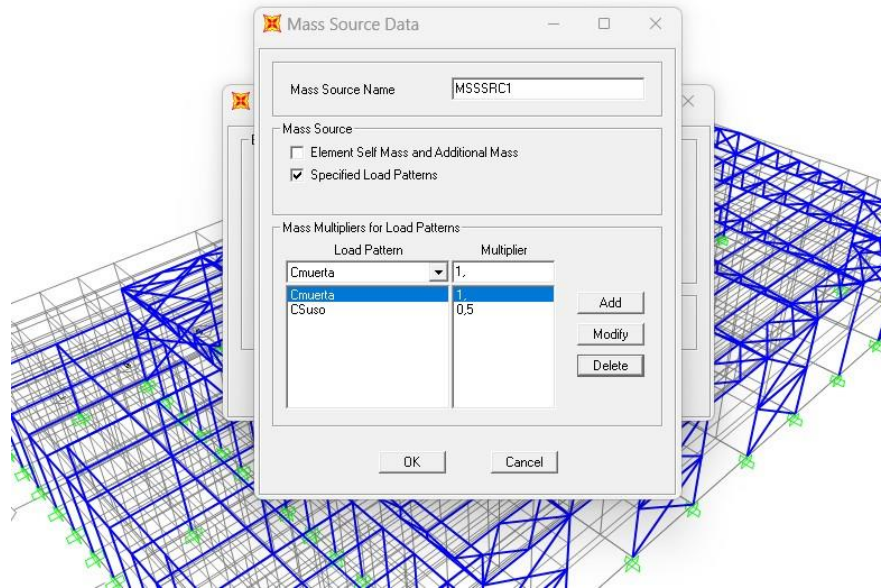 Mass Source Data
Mass Source Name MSSSRC1
Mass Source
Element Self Mass and Additional Mass
Specified Load Patterns
Mass Multipliers for Load Patterns
Load Pattern Multiplier
Cmuerta 1,
Cmuerta 1,
CSuso 0,5
Add
Modify
Delete
OK Cancel